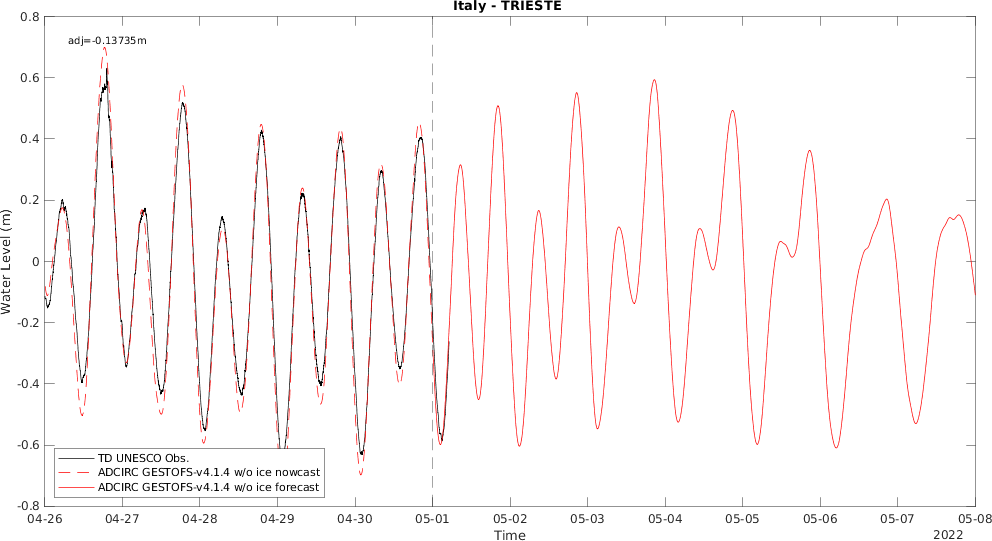 Italy - TRIESTE
adj=-0.13735m
Water Level (m)
0.8
0.6
0.4
0.2
0
-0.2
-0.4
-0.6
-0.8
TD UNESCO Obs.
ADCIRC GESTOFS-v4.1.4 w/o ice nowcast
ADCIRC GESTOFS-v4.1.4 w/o ice forecast
04-26 04-27 04-28 04-29 04-30 05-01 05-02 05-03 05-04 05-05 05-06 05-07 05-08
Time
2022